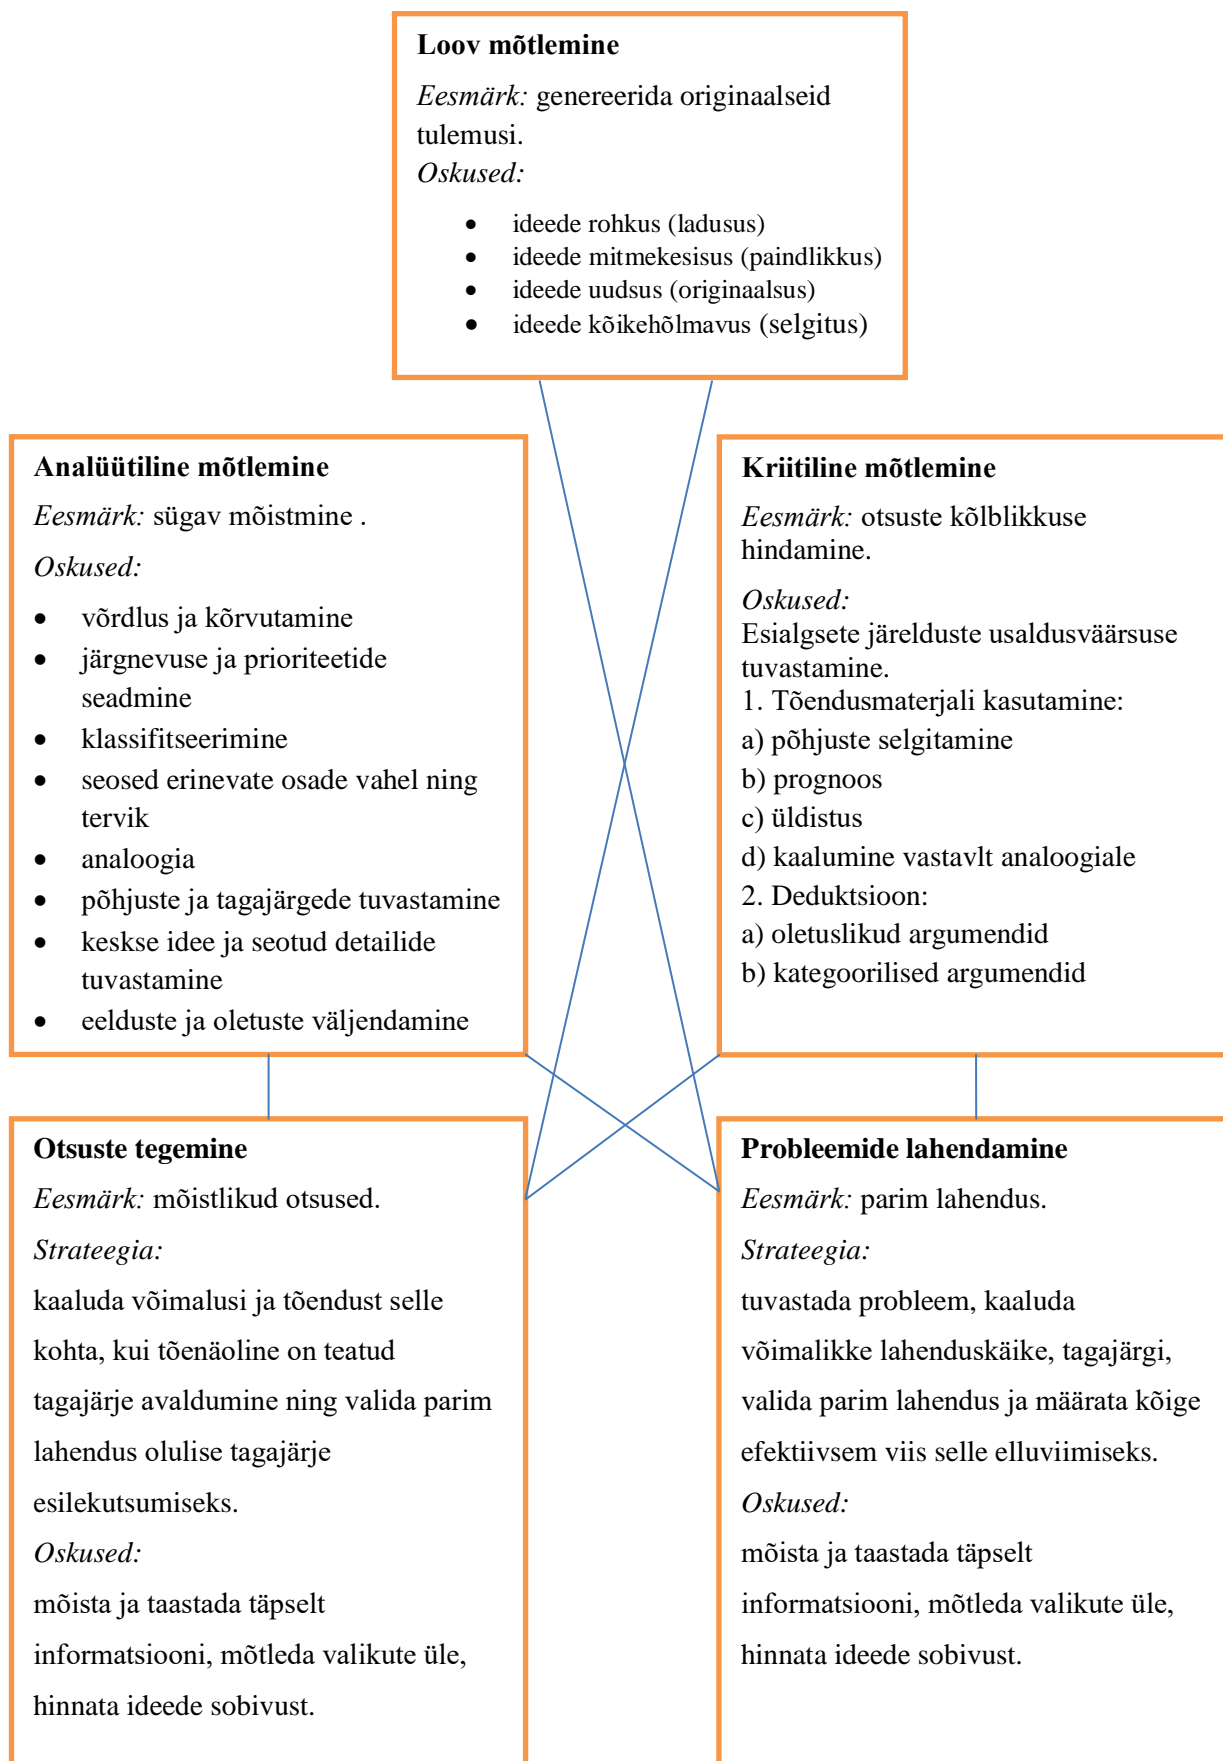 Loov mõtlemine
Eesmärk: genereerida originaalseid
tulemusi.
Oskused:
• ideede rohkus (ladusus)
• ideede mitmekesisus (paindlikkus)
• ideede uudsus (originaalsus)
• ideede kõikehõlmavus (selgitus)
Analüütiline mõtlemine
Eesmärk: sügav mõistmine .
Oskused:
• võrdlus ja kõrvutamine
• järgnevuse ja prioriteetide
seadmine
• klassifitseerimine
• seosed erinevate osade vahel ning
tervik
• analoogia
• põhjuste ja tagajärgede tuvastamine
• keskse idee ja seotud detailide
tuvastamine
• eelduste ja oletuste väljendamine
Kriitiline mõtlemine
Eesmärk: otsuste kõlblikkuse
hindamine.
Oskused:
Esialgsete järelduste usaldusväärsuse
tuvastamine.
1. Tõendusmaterjali kasutamine:
a) põhjuste selgitamine
b) prognoos
c) üldistus
d) kaalumine vastavlt analoogiale
2. Deduktsioon:
a) oletuslikud argumendid
b) kategoorilised argumendid
Otsuste tegemine
Eesmärk: mõistlikud otsused.
Strateegia:
kaaluda võimalusi ja tõendust selle
kohta, kui tõenäoline on teatud
tagajärje avaldumine ning valida parim
lahendus olulise tagajärje
esilekutsumiseks.
Oskused:
mõista ja taastada täpselt
informatsiooni, mõtleda valikute üle,
hinnata ideede sobivust.
Probleemide lahendamine
Eesmärk: parim lahendus.
Strateegia:
tuvastada probleem, kaaluda
võimalikke lahenduskäike, tagajärgi,
valida parim lahendus ja määrata kõige
efektiivsem viis selle elluviimiseks.
Oskused:
mõista ja taastada täpselt
informatsiooni, mõtleda valikute üle,
hinnata ideede sobivust.